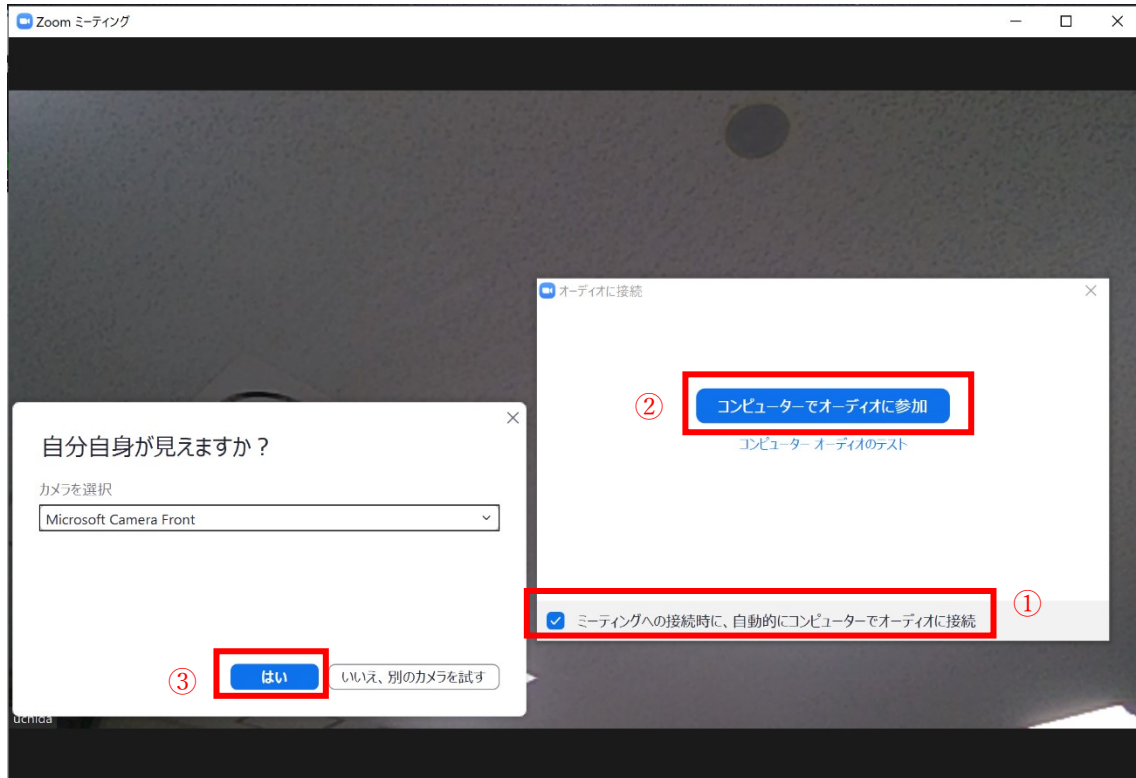 Zoom ミーティング
オーディオに接続
② コンピューターでオーディオに参加
コンピューター オーディオのテスト
① ミーティングへの接続時に、自動的にコンピューターでオーディオに接続
自分自身が見えますか？
カメラを選択
Microsoft Camera Front
③ はい いいえ、別のカメラを試す
uchida